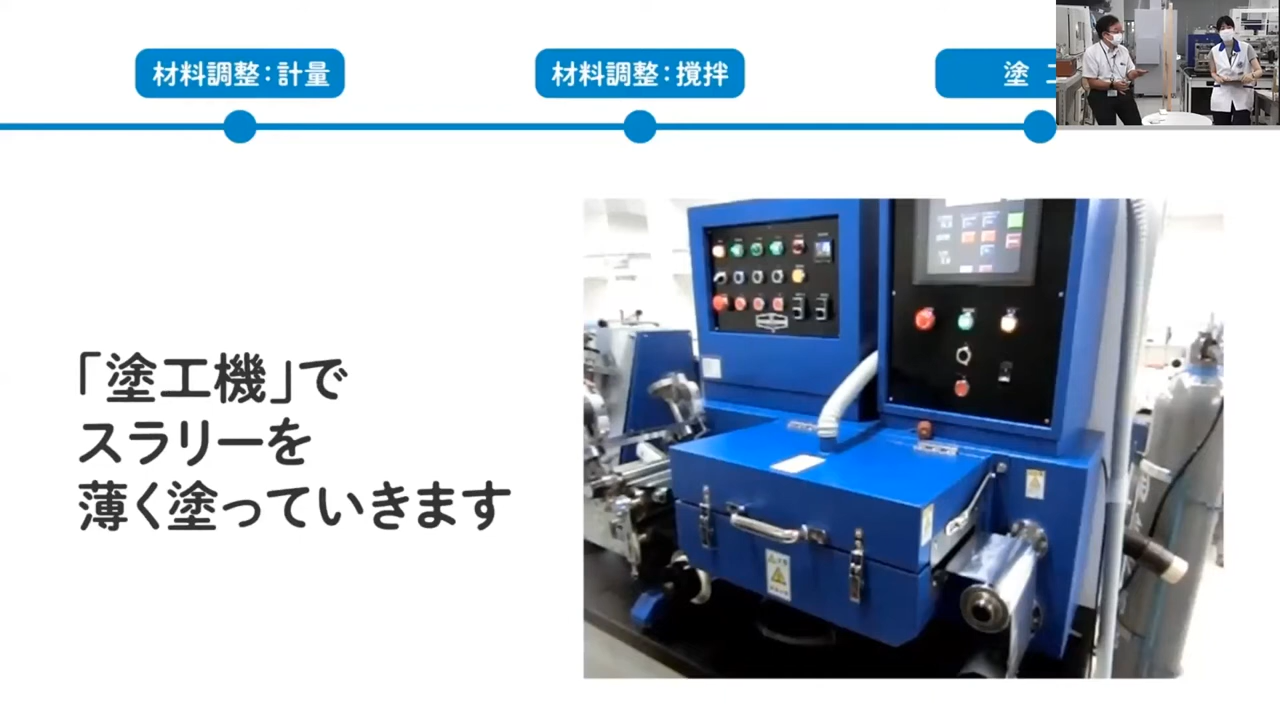 材料調整：計量
材料調整：撹拌
塗
「塗工機」で
スラリーを
薄く塗っていきます